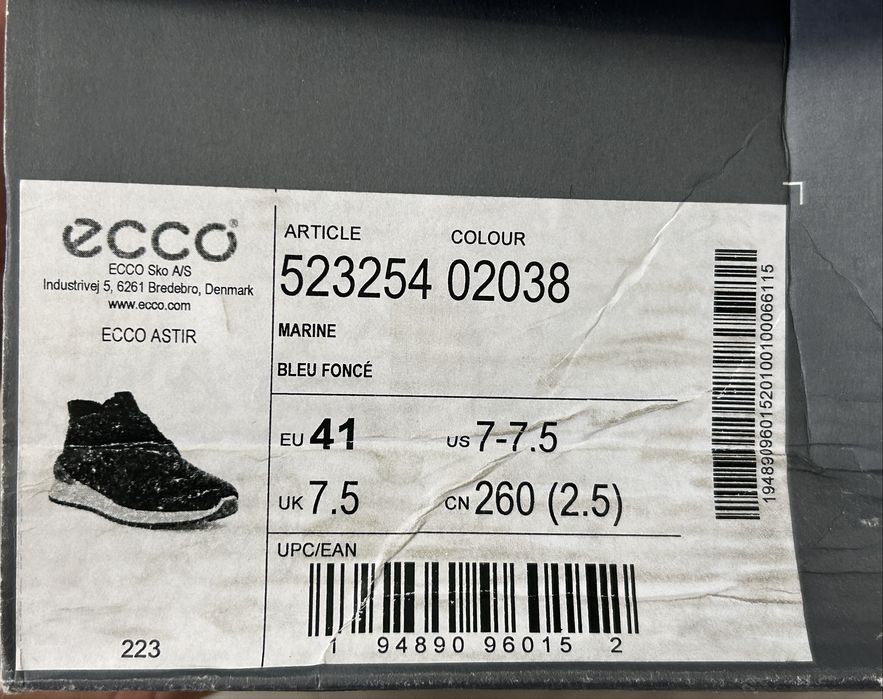 ecco®
ECCO Sko A/S
Industrivej 5, 6261 Bredebro, Denmark
www.ecco.com
ECCO ASTIR
223
ARTICLE COLOUR
523254 02038
MARINE
BLEU FONCÉ
EU 41 US 7-7.5
UK 7.5 CN 260 (2.5)
UPC/EAN
1 94890 96015 2
1948909601520100100066115